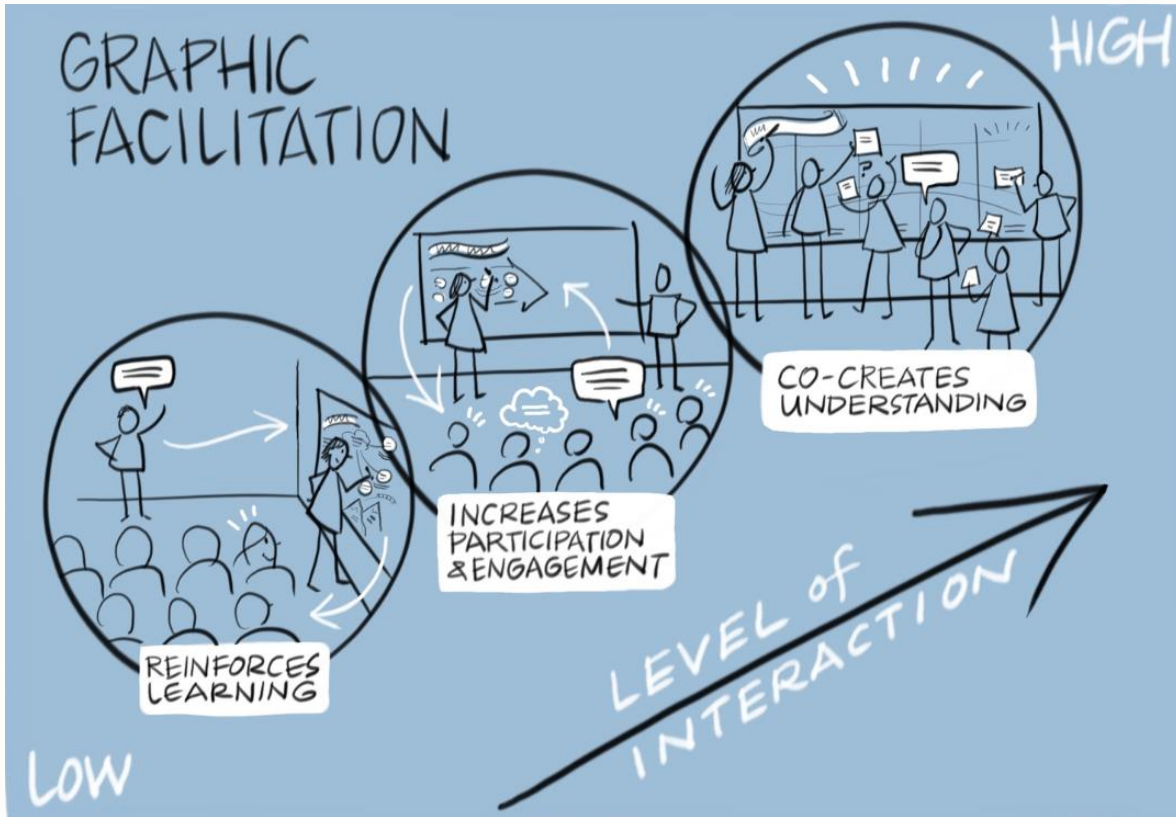 GRAPHIC
FACILITATION
HIGH
CO-CREATES
UNDERSTANDING
INCREASES
PARTICIPATION
& ENGAGEMENT
REINFORCES
LEARNING
LEVEL of
INTERACTION
LOW
?